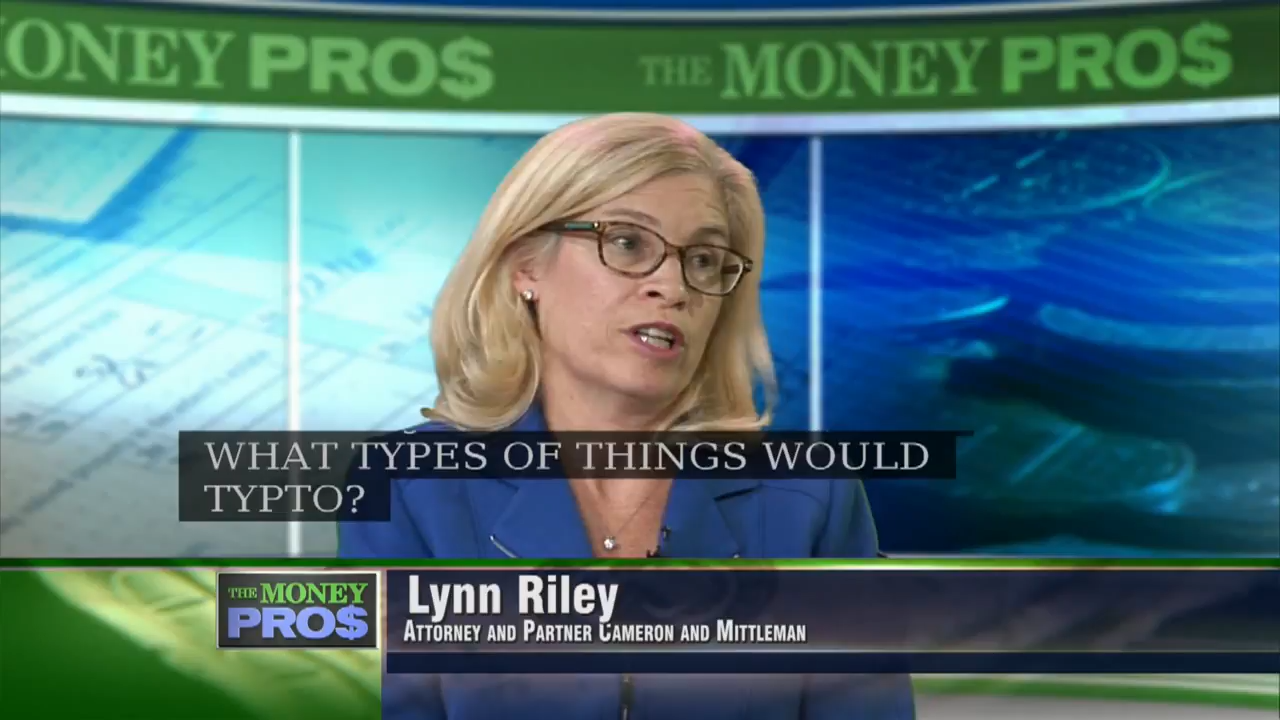 ONEY PRO$
THE MONEY PRO$
WHAT TYPES OF THINGS WOULD
TYPTO?
THE MONEY
PRO$
Lynn Riley
ATTORNEY AND PARTNER CAMERON AND MITTLEMAN